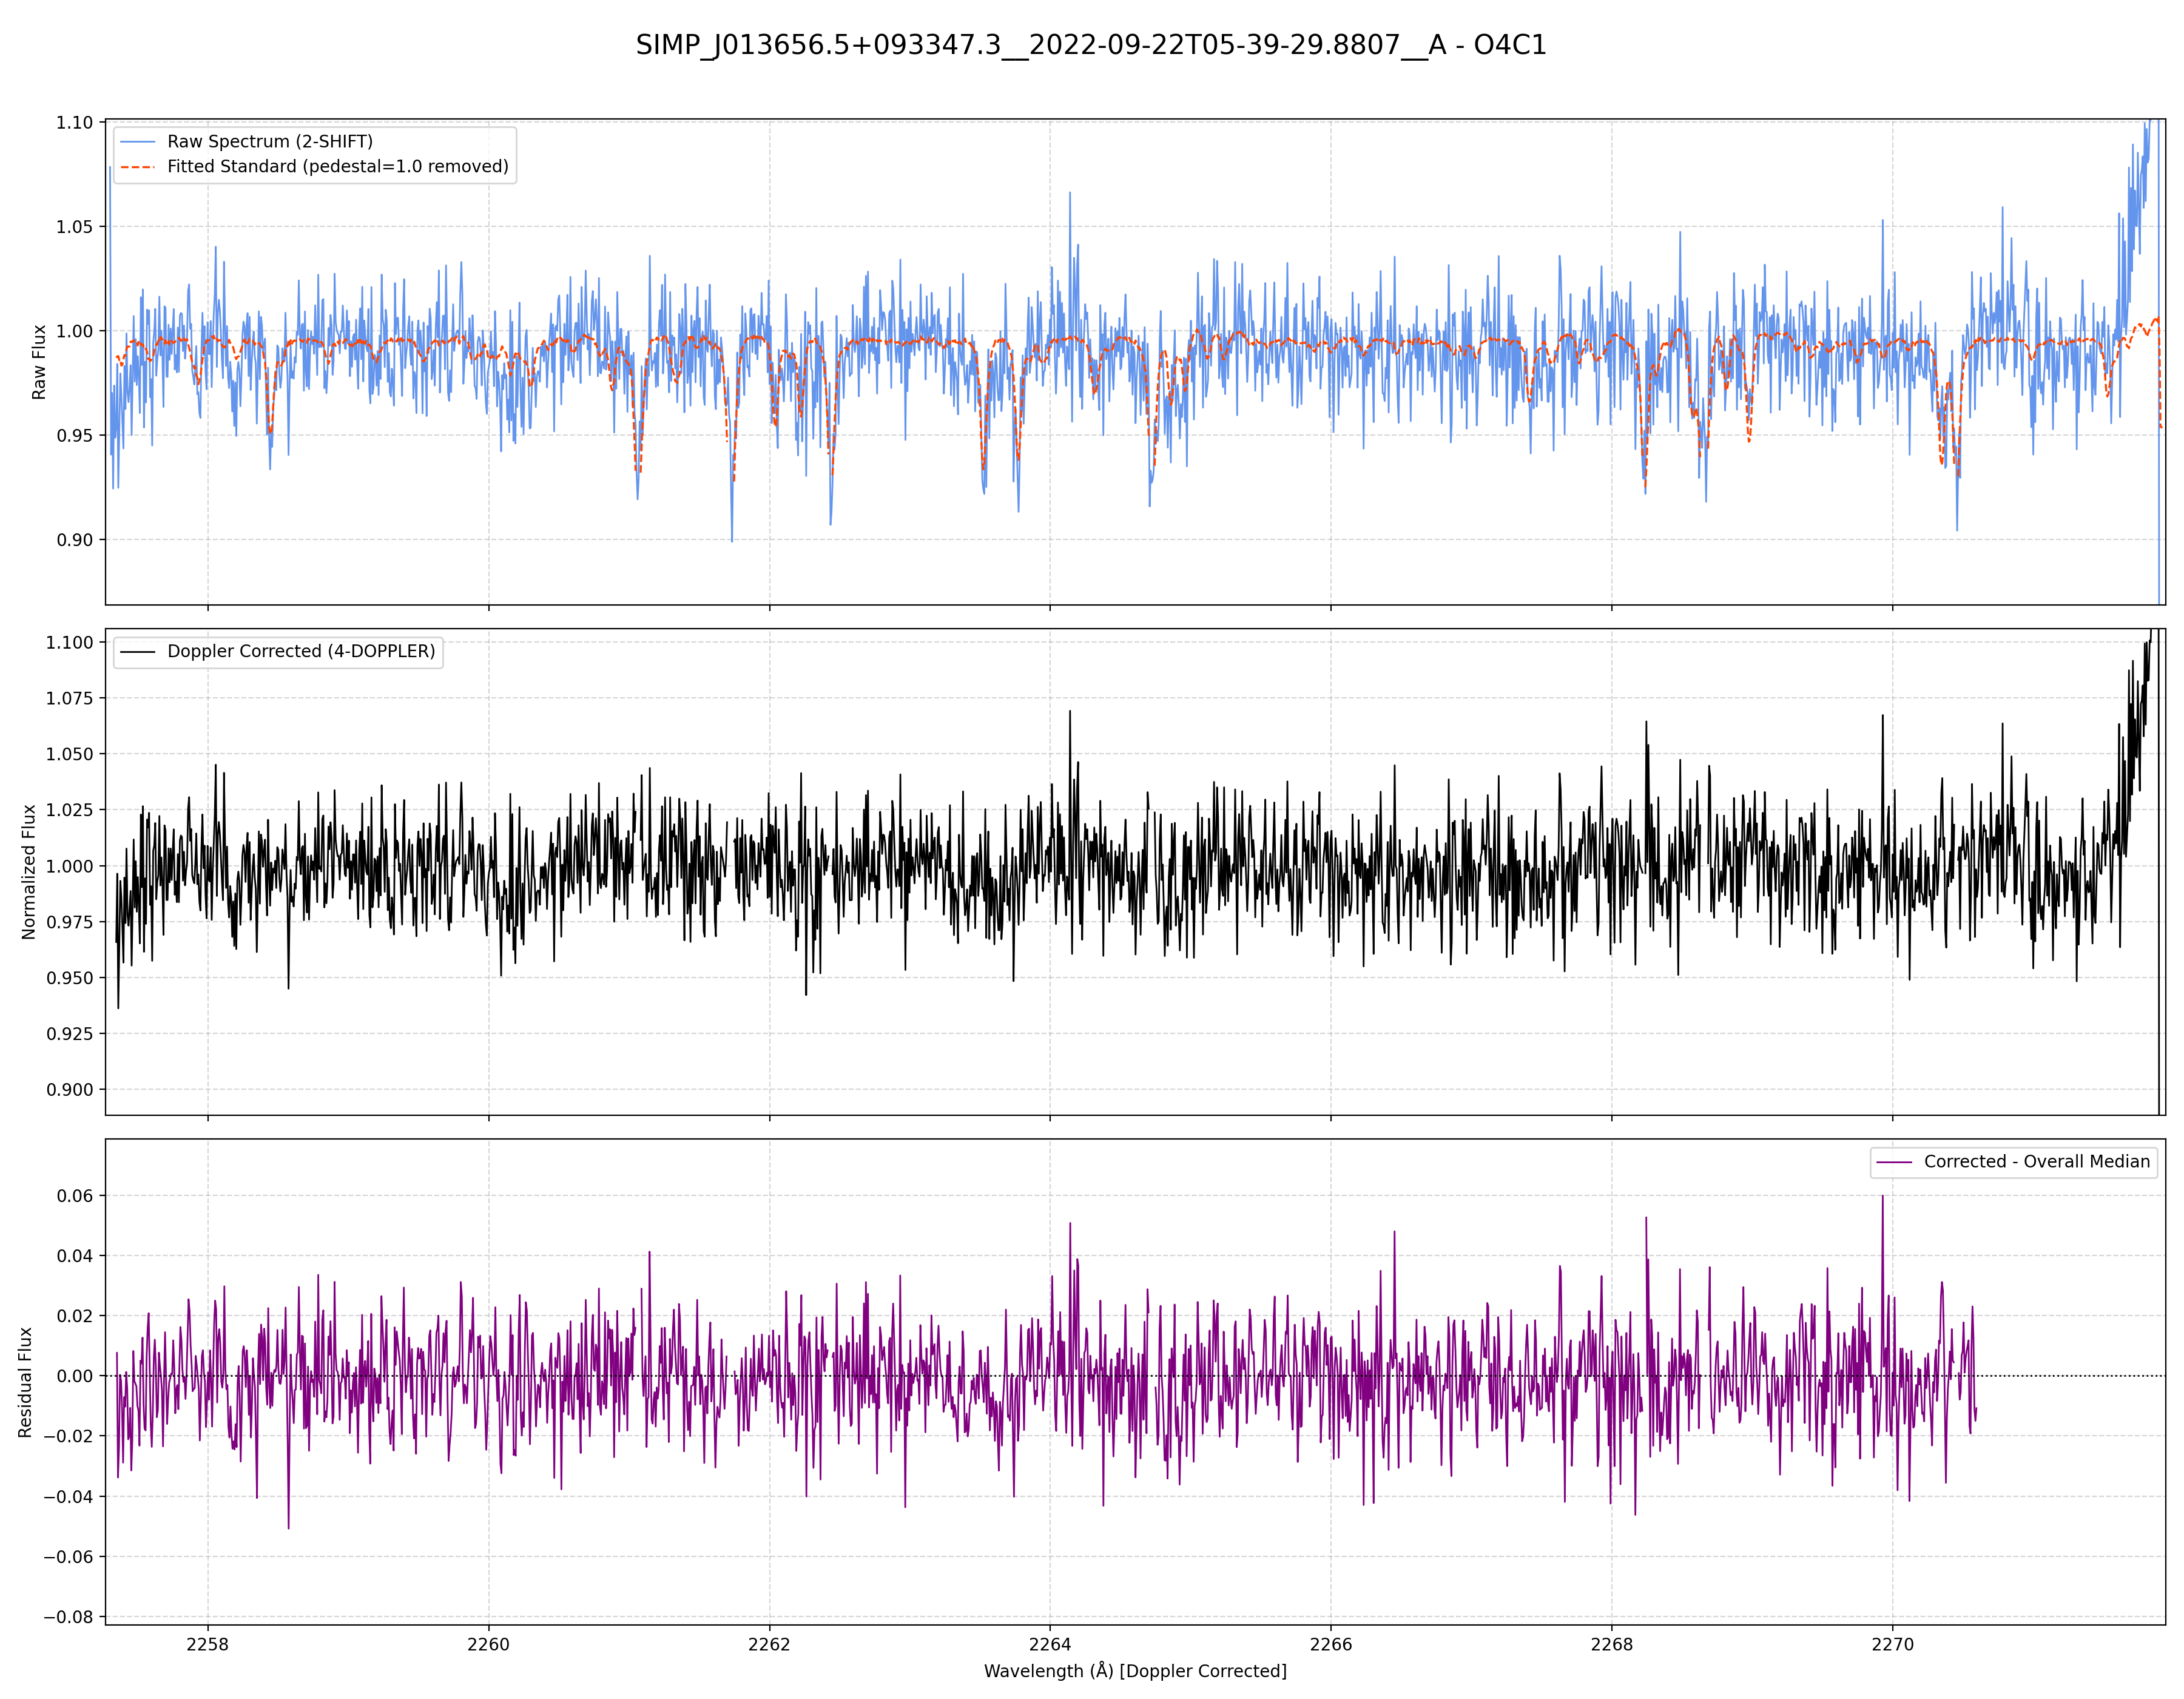 SIMP_J013656.5+093347.3__2022-09-22T05-39-29.8807__A - O4C1
1.10
1.05
1.00
0.95
0.90
Raw Flux
Raw Spectrum (2-SHIFT)
Fitted Standard (pedestal=1.0 removed)
1.100
1.075
1.050
1.025
1.000
0.975
0.950
0.925
0.900
Normalized Flux
Doppler Corrected (4-DOPPLER)
0.06
0.04
0.02
0.00
−0.02
−0.04
−0.06
−0.08
Residual Flux
Corrected - Overall Median
2258 2260 2262 2264 2266 2268 2270
Wavelength (Å) [Doppler Corrected]